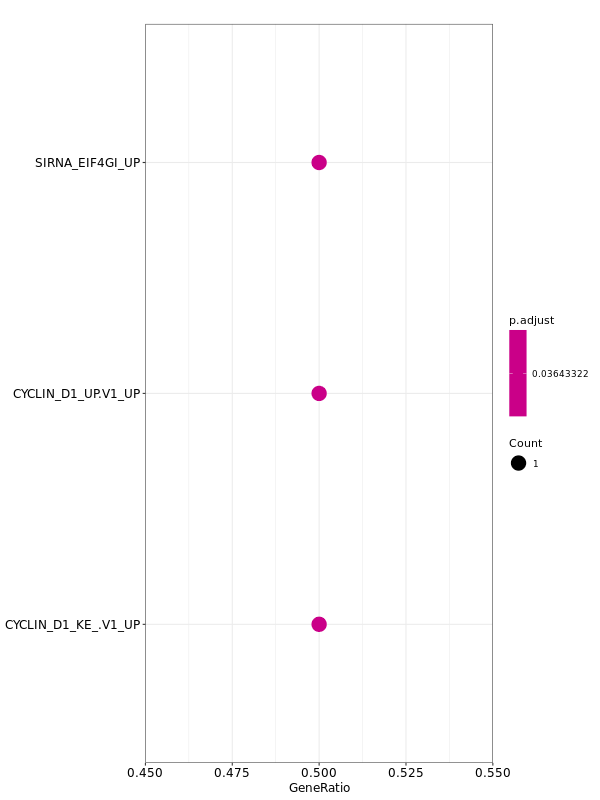 SIRNA_EIF4GI_UP
CYCLIN_D1_UP.V1_UP
CYCLIN_D1_KE_.V1_UP
0.450 0.475 0.500 0.525 0.550
GeneRatio
p.adjust
0.03643322
Count
1